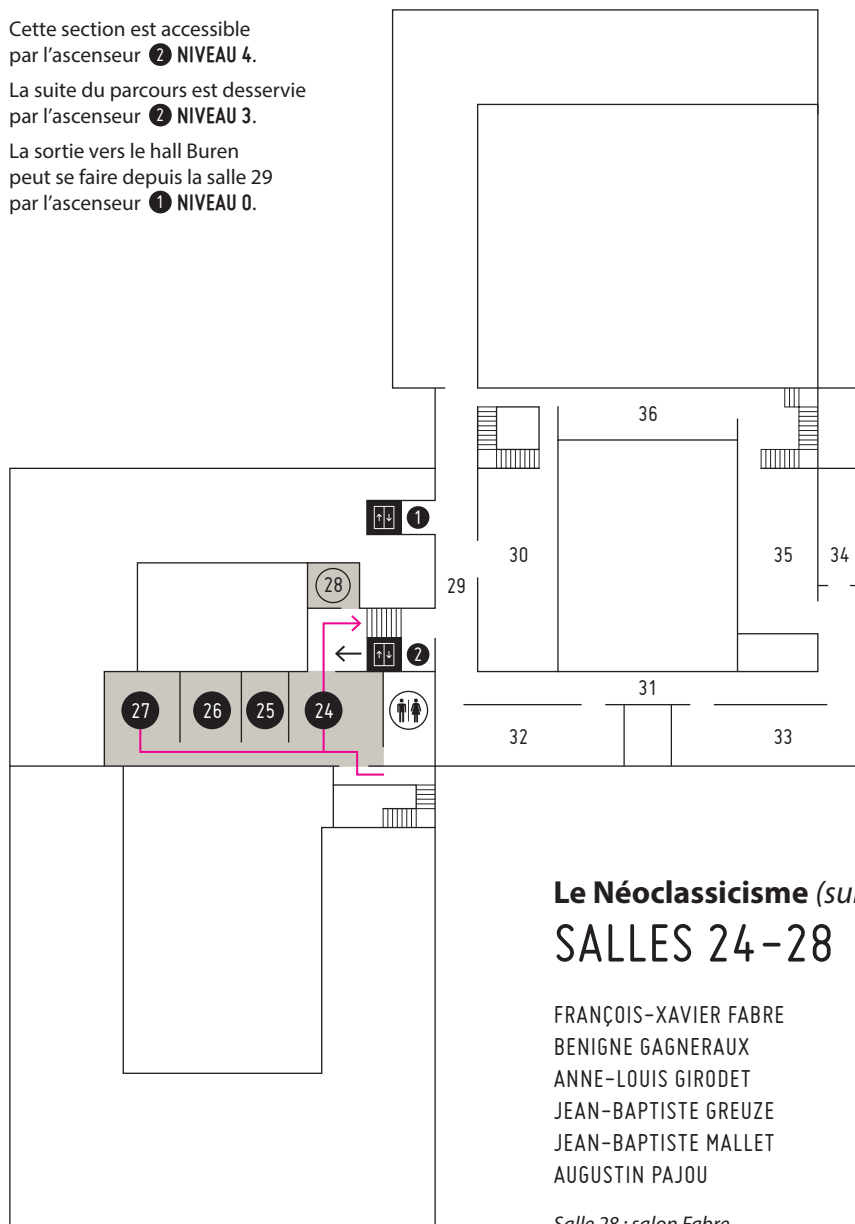 Cette section est accessible
par l'ascenseur 2 NIVEAU 4.
La suite du parcours est desservie
par l'ascenseur 2 NIVEAU 3.
La sortie vers le hall Buren
peut se faire depuis la salle 29
par l'ascenseur 1 NIVEAU 0.
36
1
30
35
34
28
29
2
27
26
25
24
31
32
33
Le Néoclassicisme
SALLES 24-28
FRANÇOIS-XAVIER FABRE
BENIGNE GAGNERAUX
ANNE-LOUIS GIRODET
JEAN-BAPTISTE GREUZE
JEAN-BAPTISTE MALLET
AUGUSTIN PAJOU
Salle 28 : salon Fabre